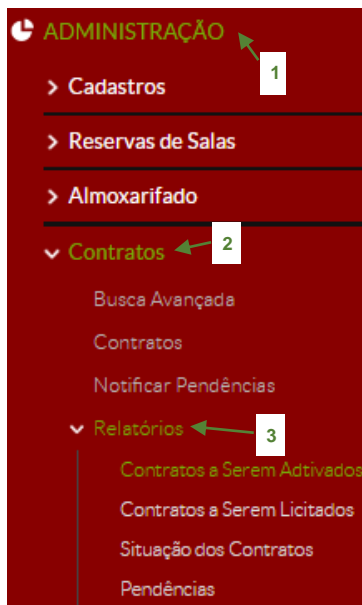 ADMINISTRAÇÃO
1
Cadastros
Reservas de Salas
Almoxarifado
Contratos
2
Busca Avançada
Contratos
Notificar Pendências
Relatórios
3
Contratos a Serem Adtivados
Contratos a Serem Licitados
Situação dos Contratos
Pendências